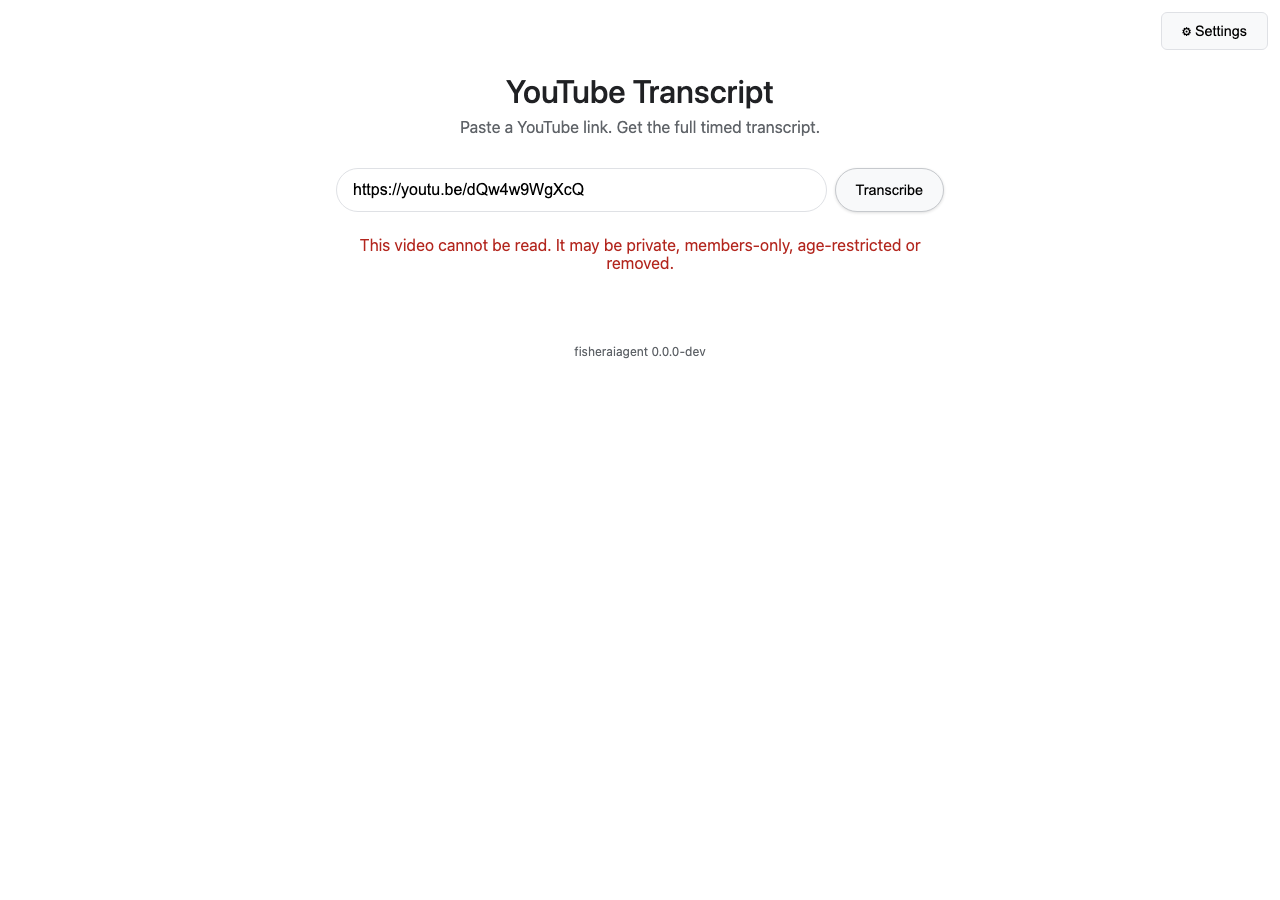 ⚙ Settings
YouTube Transcript
Paste a YouTube link. Get the full timed transcript.
https://youtu.be/dQw4w9WgXcQ
Transcribe
This video cannot be read. It may be private, members-only, age-restricted or
removed.
fisheraiagent 0.0.0-dev